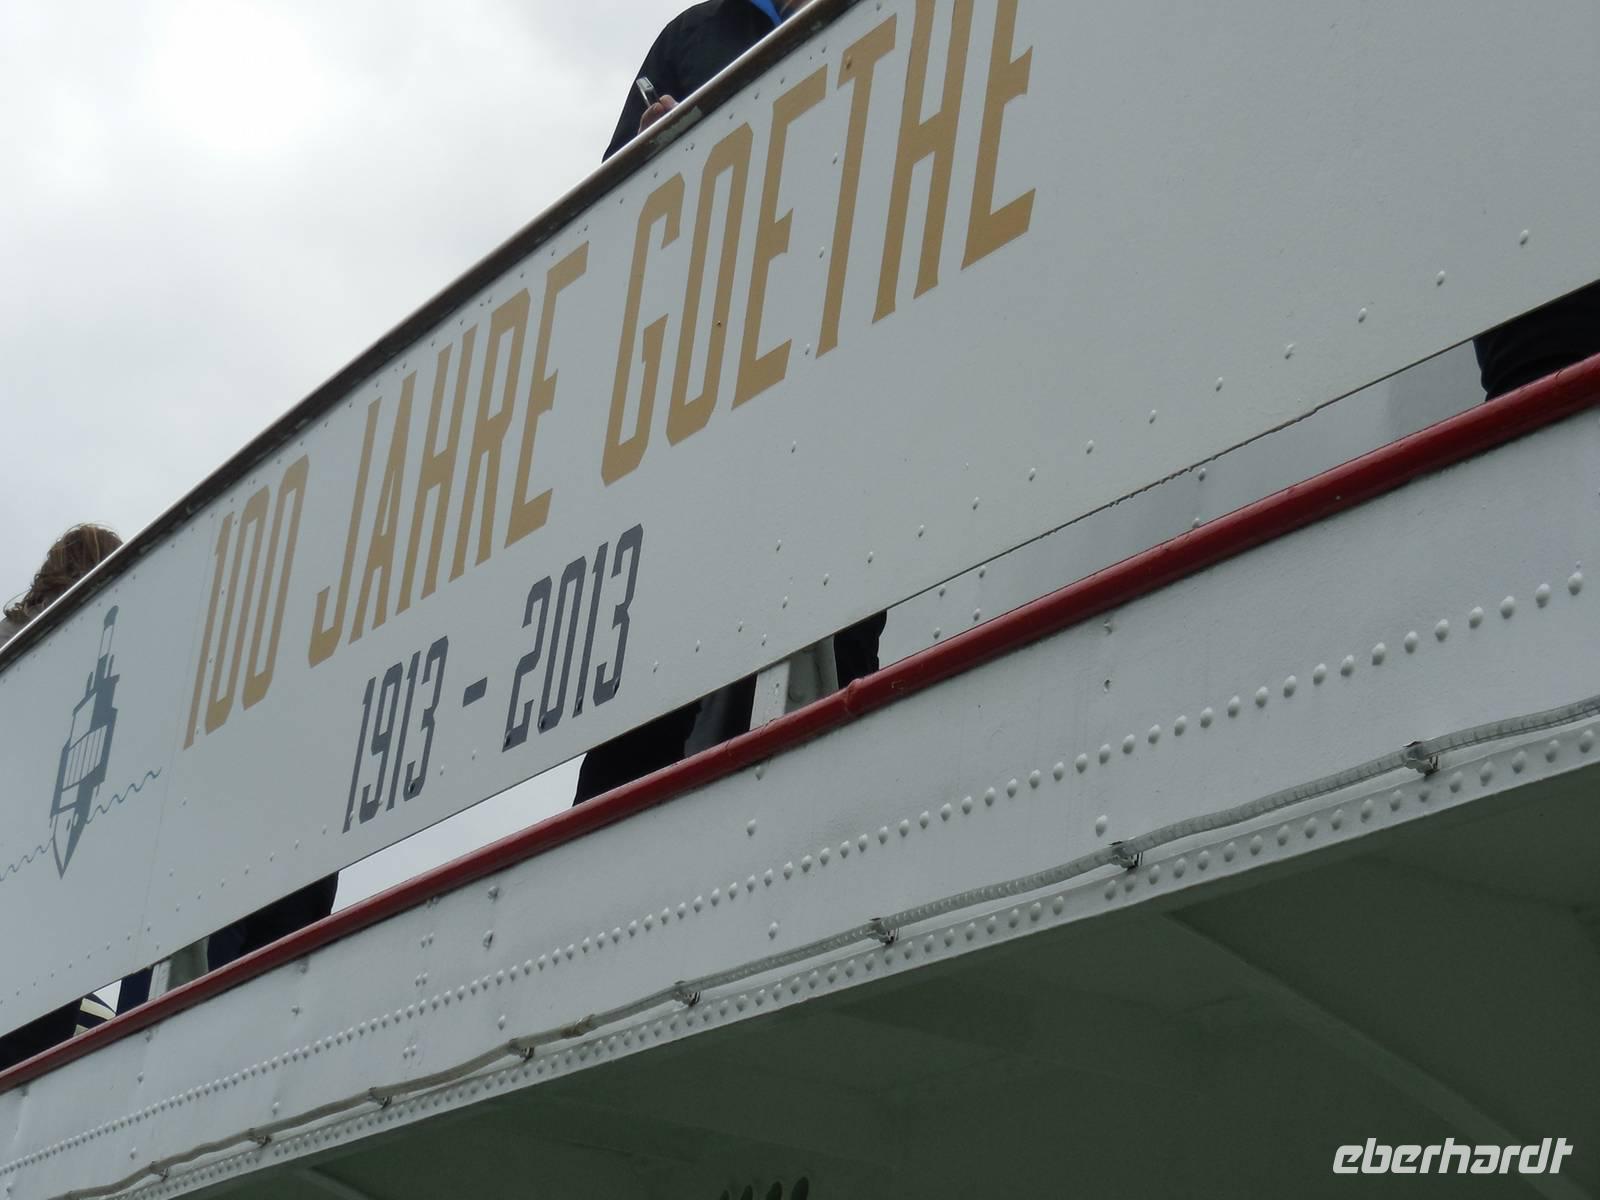 100 JAHRE GOETHE
1913 - 2013
eberhardt